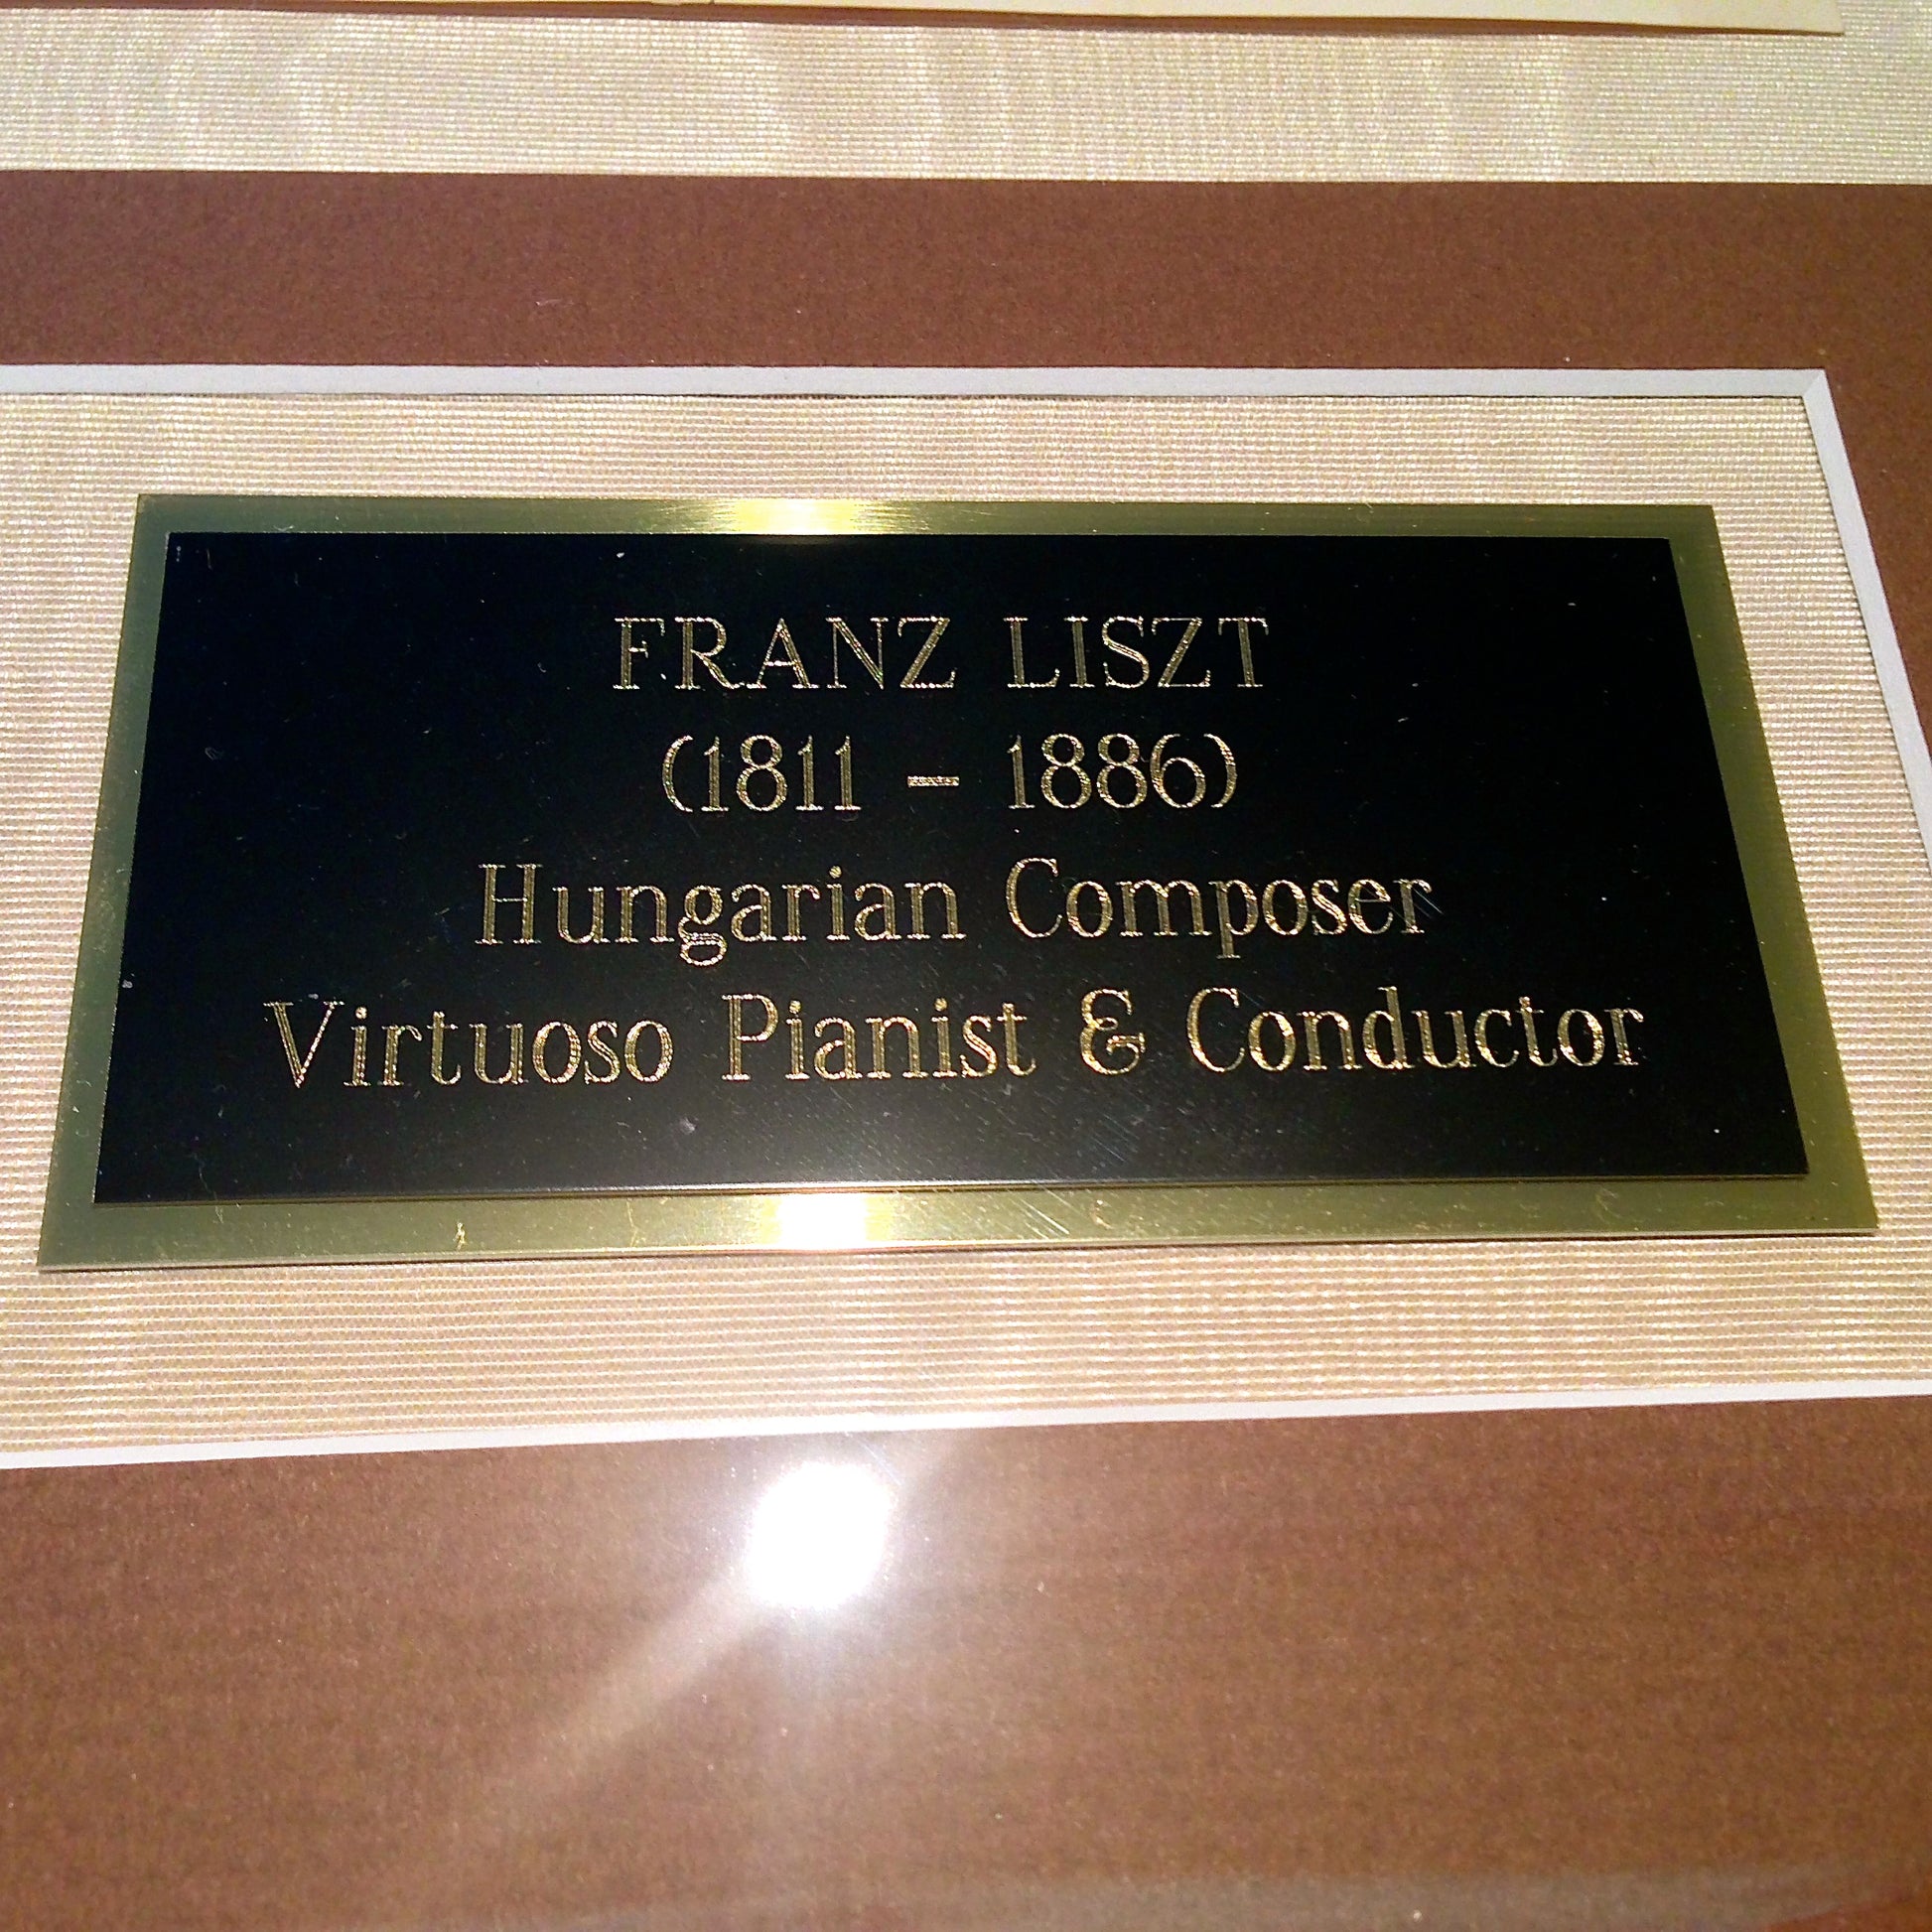 FRANZ LISZT
(1811 - 1886)
Hungarian Composer
Virtuoso Pianist & Conductor